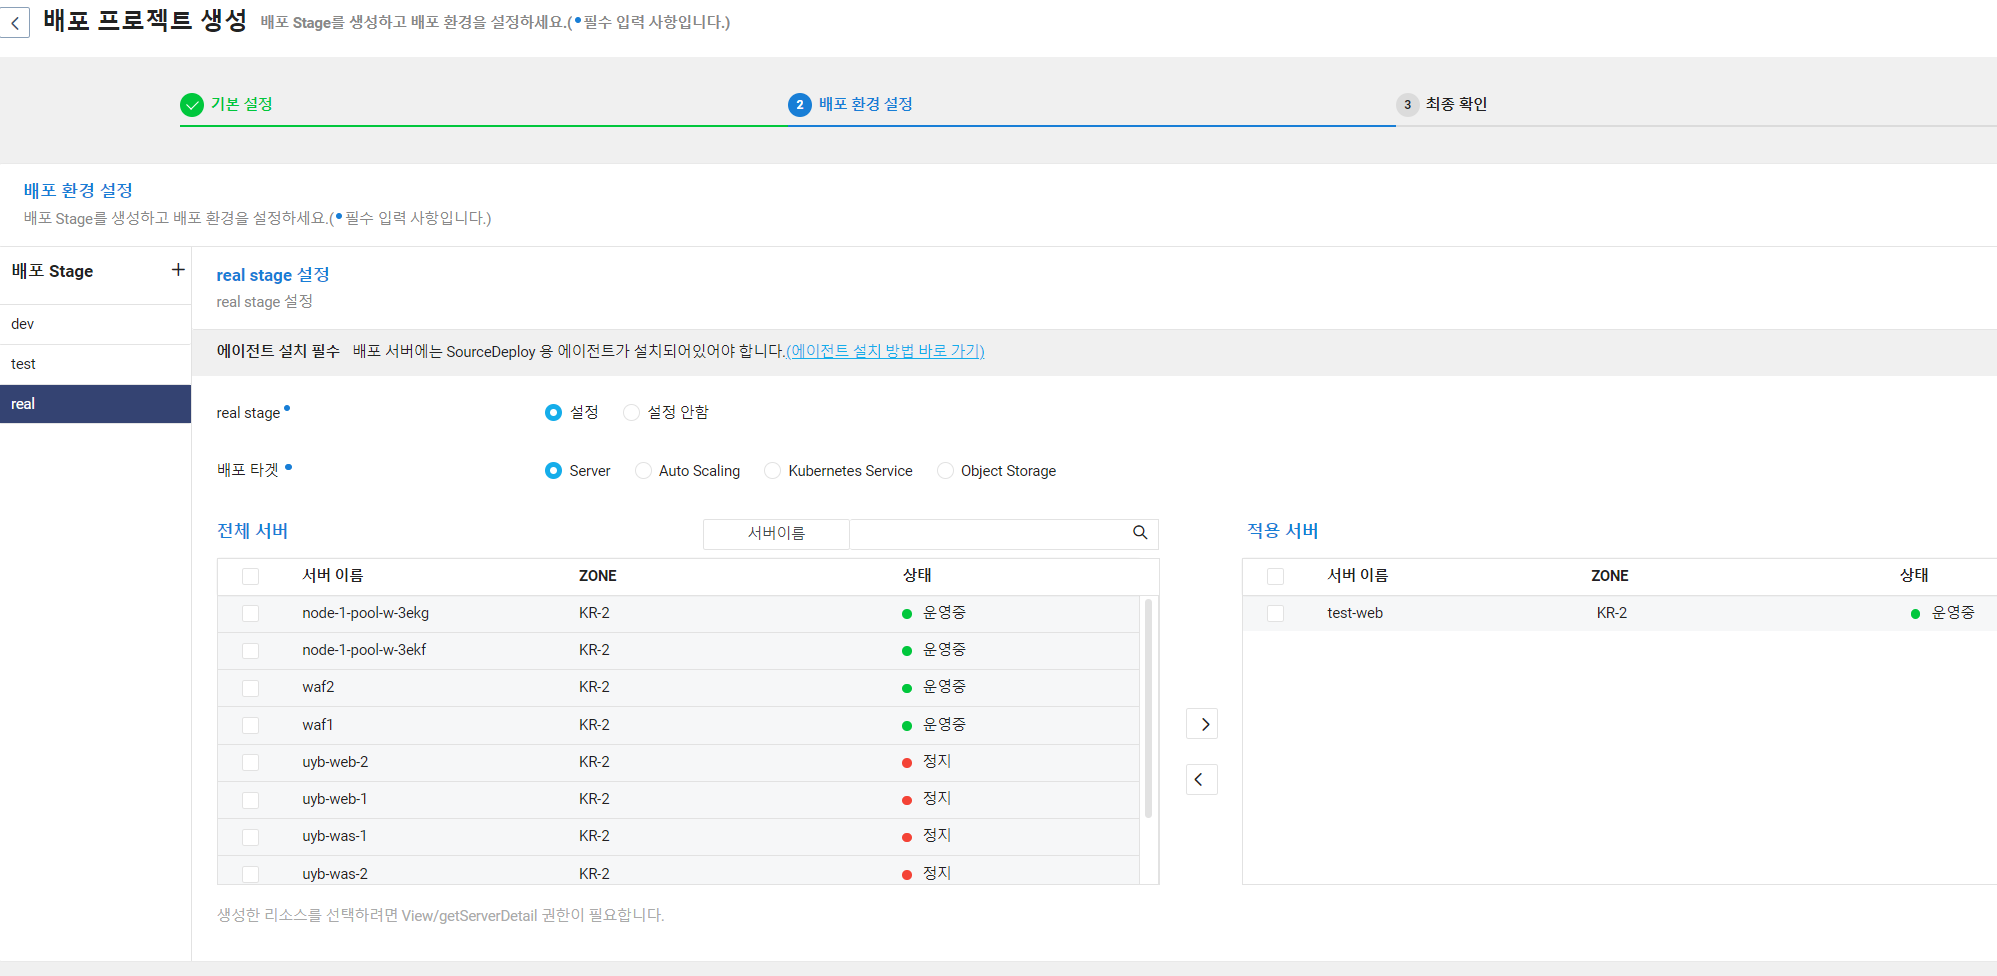 배포 프로젝트 생성 배포 Stage를 생성하고 배포 환경을 설정하세요.(•필수 입력 사항입니다.)
기본 설정
2 배포 환경 설정
3 최종 확인
배포 환경 설정
배포 Stage를 생성하고 배포 환경을 설정하세요.(•필수 입력 사항입니다.)
배포 Stage +
dev
test
real
real stage 설정
real stage 설정
에이전트 설치 필수 배포 서버에는 SourceDeploy 용 에이전트가 설치되어있어야 합니다.(에이전트 설치 방법 바로 가기)
real stage • 설정 설정 안함
배포 타겟 • Server Auto Scaling Kubernetes Service Object Storage
전체 서버 서버이름
서버 이름 ZONE 상태
node-1-pool-w-3ekg KR-2 운영중
node-1-pool-w-3ekf KR-2 운영중
waf2 KR-2 운영중
waf1 KR-2 운영중
uyb-web-2 KR-2 정지
uyb-web-1 KR-2 정지
uyb-was-1 KR-2 정지
uyb-was-2 KR-2 정지
생성한 리소스를 선택하려면 View/getServerDetail 권한이 필요합니다.
적용 서버
서버 이름 ZONE 상태
test-web KR-2 운영중